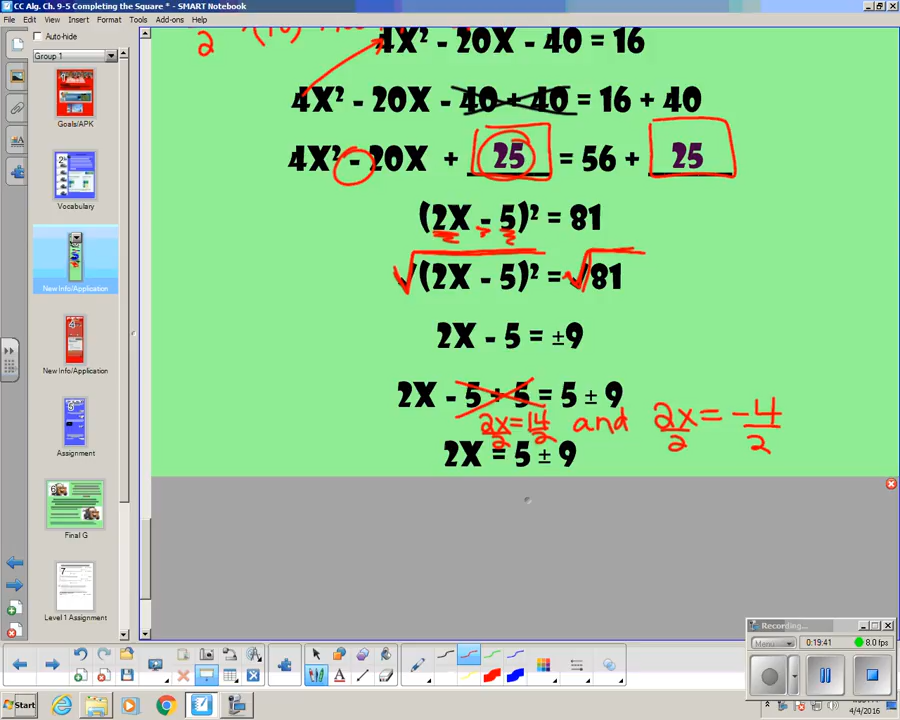 CC Alg. Ch. 9-5 Completing the Square * - SMART Notebook
File Edit View Insert Format Tools Add-ons Help
Auto-hide
Group 1
Goals/APK
Vocabulary
New Info/Application
New Info/Application
Assignment
Final G
Level 1 Assignment
2
4X² - 20X - 40 = 16
4X² - 20X - 40 + 40 = 16 + 40
4X² - 20X + 25 = 56 + 25
(2X - 5)² = 81
√(2X - 5)² = √81
2X - 5 = ±9
2X - 5 + 5 = 5 ± 9
2x/2 = 14/2 and 2x/2 = -4/2
2X = 5 ± 9
Recording...
Menu
0:19:41
8.0 fps
Start
4/4/2016